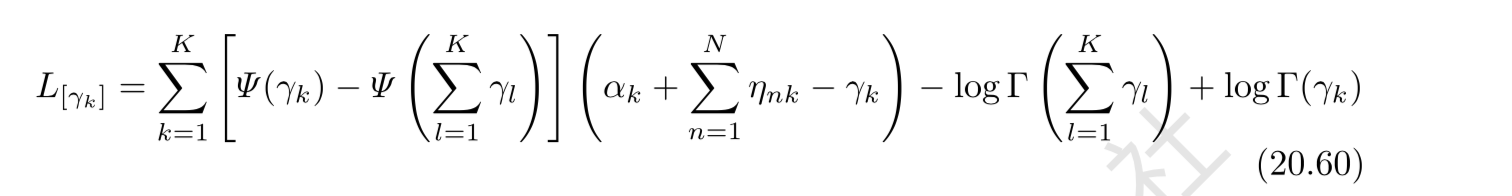 L_{[\gamma_k]} = \sum_{k=1}^{K} \left[ \Psi(\gamma_k) - \Psi\left( \sum_{l=1}^{K} \gamma_l \right) \right] \left( \alpha_k + \sum_{n=1}^{N} \eta_{nk} - \gamma_k \right) - \log \Gamma \left( \sum_{l=1}^{K} \gamma_l \right) + \log \Gamma(\gamma_k)
(20.60)
社